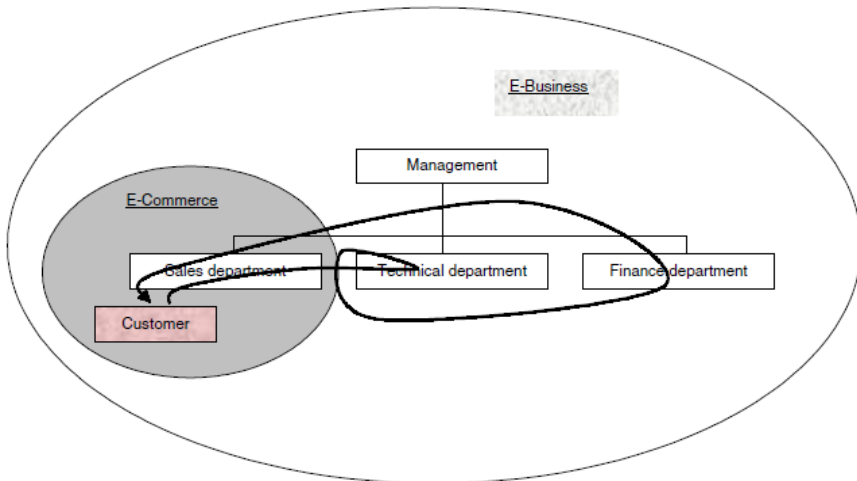 E-Business
Management
E-Commerce
Sales department
Technical department
Finance department
Customer